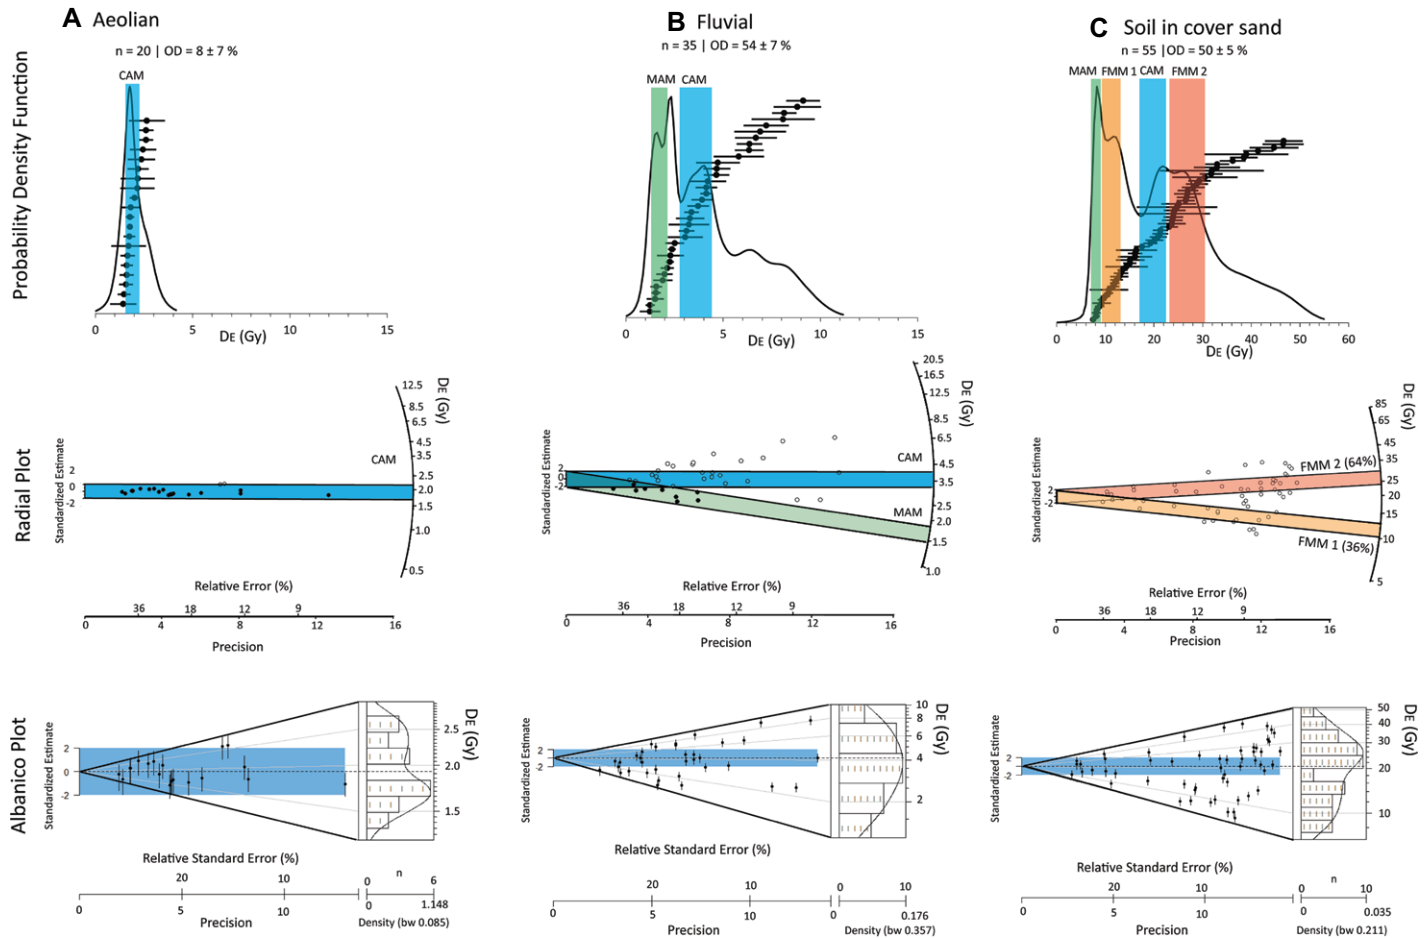 A Aeolian
n = 20 | OD = 8 ± 7 %
CAM
Probability Density Function
0 5 10 15
DE (Gy)
B Fluvial
n = 35 | OD = 54 ± 7 %
MAM CAM
0 5 10 15
DE (Gy)
C Soil in cover sand
n = 55 | OD = 50 ± 5 %
MAM FMM 1 CAM FMM 2
0 10 20 30 40 50 60
DE (Gy)
Radial Plot
Standardized Estimate
2
0
-2
CAM
DE (Gy)
12.5
8.5
6.5
4.5
3.5
2.5
2.0
1.5
1.0
0.5
Relative Error (%)
36 18 12 9
0 4 8 12 16
Precision
Standardized Estimate
2
0
-2
CAM
MAM
DE (Gy)
20.5
16.5
12.5
8.5
6.5
4.5
3.5
2.5
2.0
1.5
1.0
Relative Error (%)
36 18 12 9
0 4 8 12 16
Precision
Standardized Estimate
2
-2
FMM 2 (64%)
FMM 1 (36%)
DE (Gy)
85
65
45
35
25
20
15
10
5
Relative Error (%)
36 18 12 9
0 4 8 12 16
Precision
Albanico Plot
Standardized Estimate
2
0
-2
DE (Gy)
2.5
2.0
1.5
Relative Standard Error (%)
20 10
0 5 10
Precision
0 n 6
0 1.148
Density (bw 0.085)
Standardized Estimate
2
-2
DE (Gy)
10
8
6
4
2
Relative Standard Error (%)
20 10
0 5 10
Precision
0 10
0 0.176
Density (bw 0.357)
Standardized Estimate
2
-2
DE (Gy)
50
40
30
20
10
Relative Standard Error (%)
20 10
0 5 10
Precision
0 n 10
0 0.035
Density (bw 0.211)